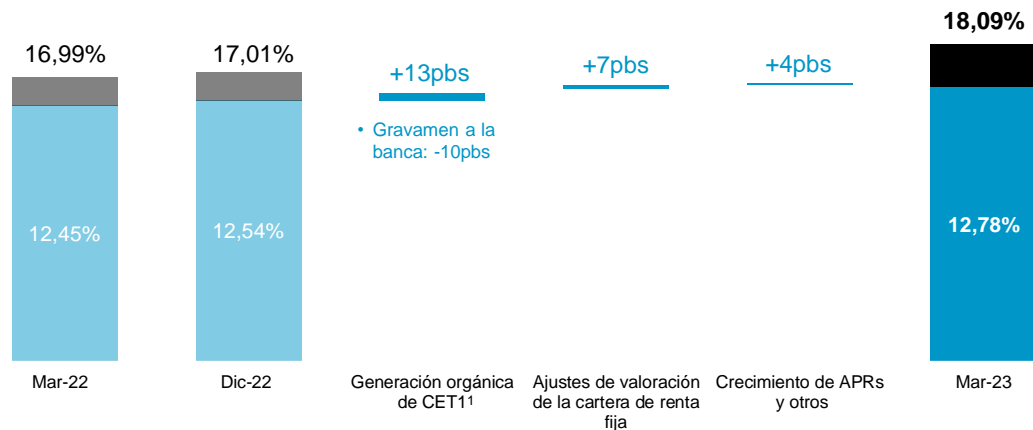 18,09%
16,99%
17,01%
+13pbs
+7pbs
+4pbs
• Gravamen a la
banca: -10pbs
12,45%
12,54%
12,78%
Mar-22
Dic-22
Generación orgánica
de CET1¹
Ajustes de valoración
de la cartera de renta
fija
Crecimiento de APRs
y otros
Mar-23